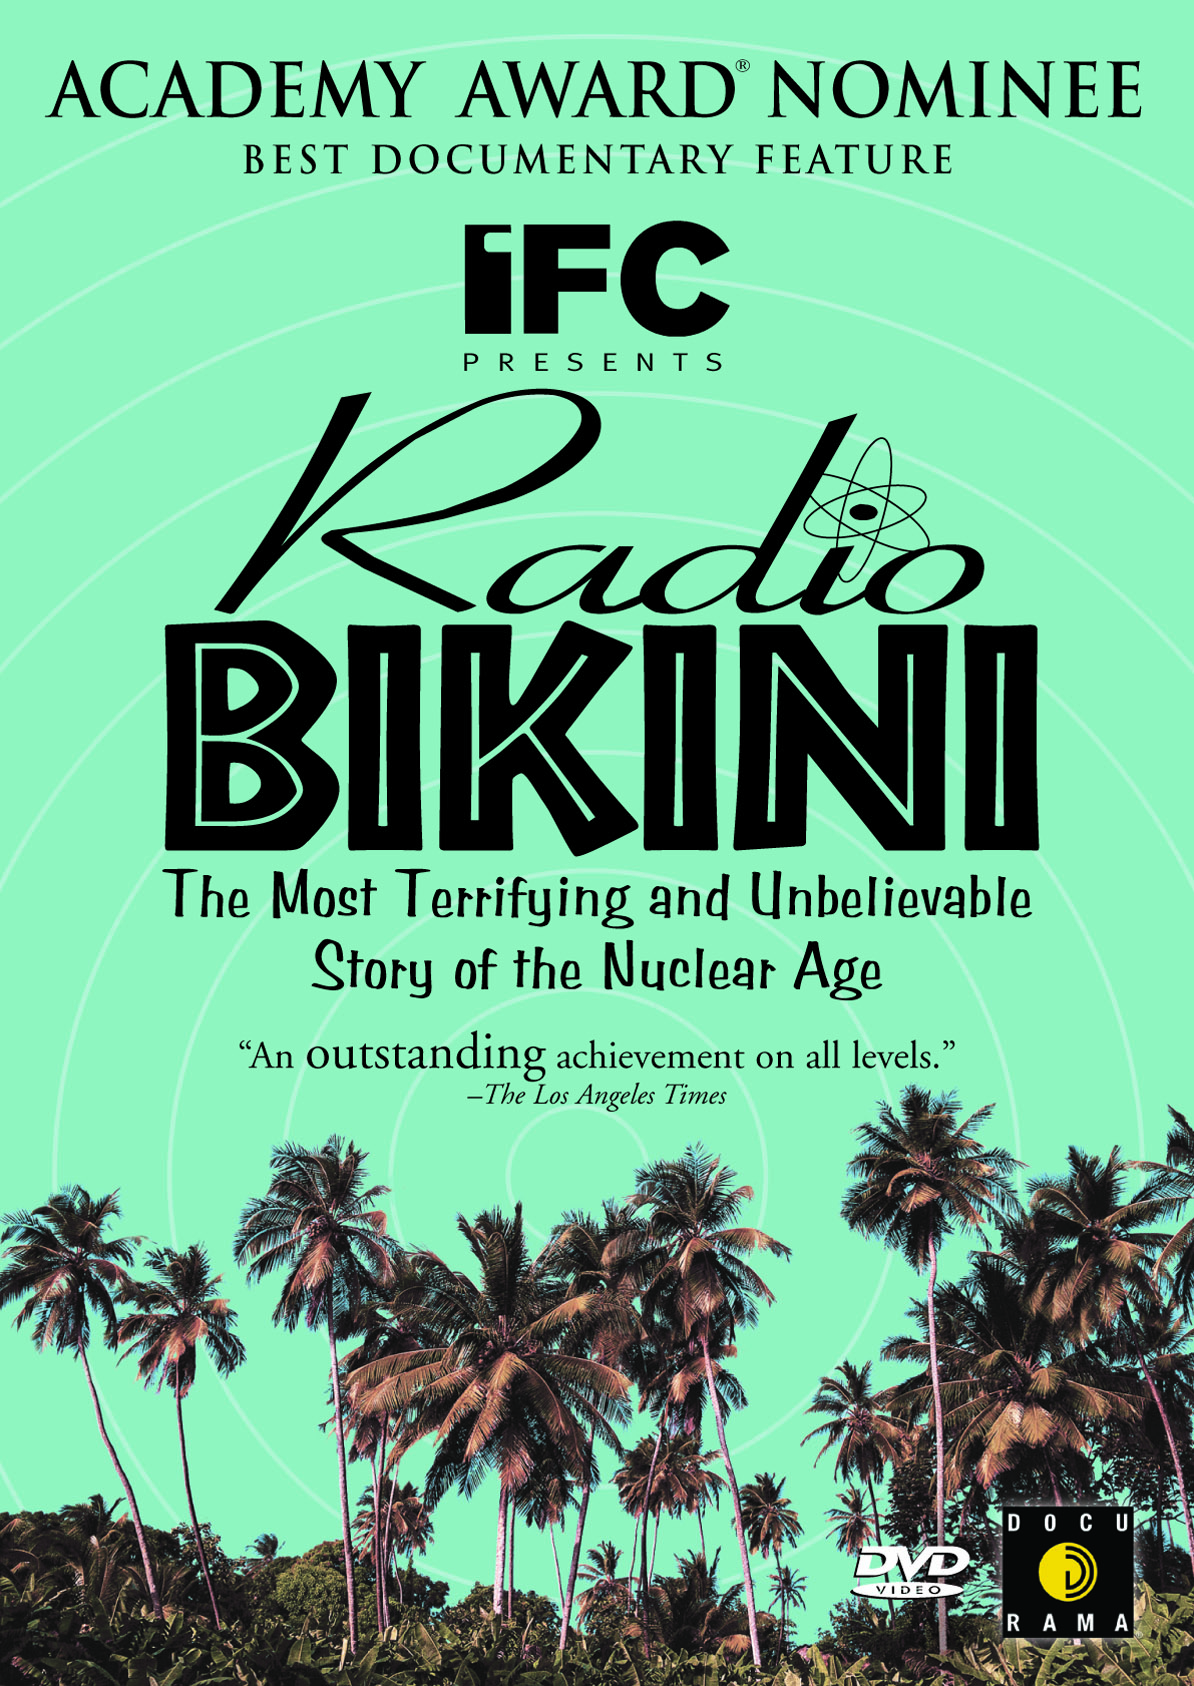 ACADEMY AWARD® NOMINEE
BEST DOCUMENTARY FEATURE
iFC
PRESENTS
Radio
BIKINI
The Most Terrifying and Unbelievable
Story of the Nuclear Age
“An outstanding achievement on all levels.”
–The Los Angeles Times
DVD
VIDEO
DOCU
RAMA